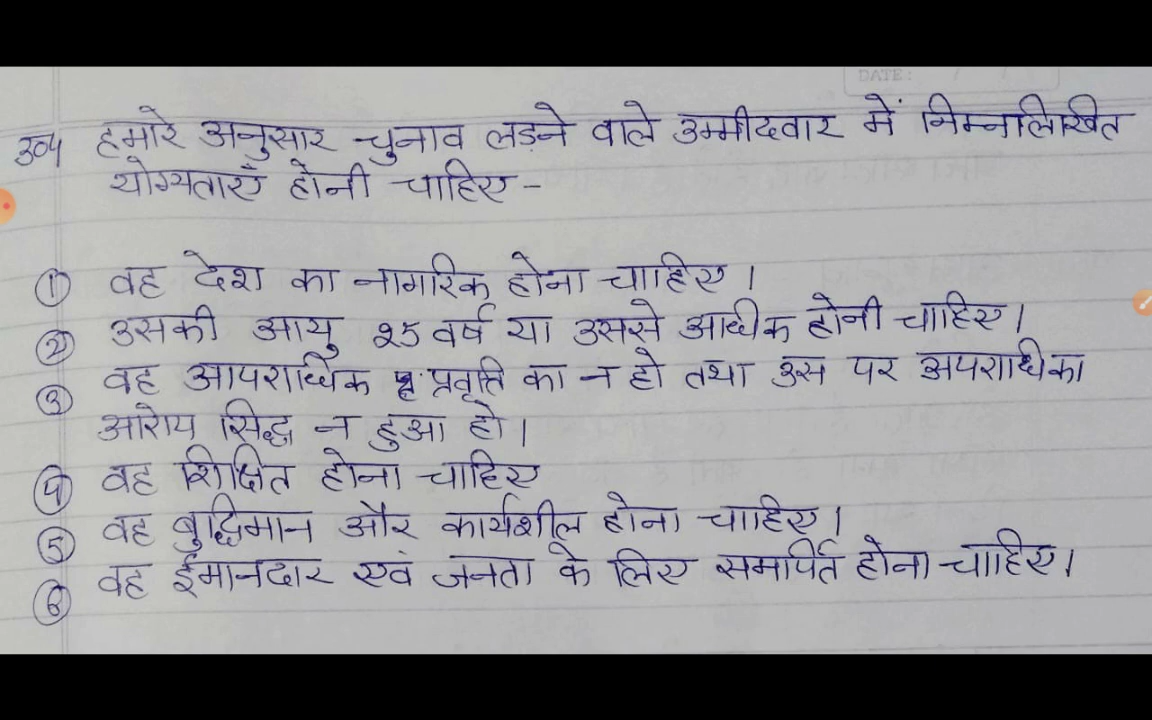 DATE:
उ०4 हमारे अनुसार चुनाव लड़ने वाले उम्मीदवार में निम्नलिखित
योग्यताएँ होनी चाहिए -
① वह देश का नागरिक होना चाहिए।
② उसकी आयु 25 वर्ष या उससे अधिक होनी चाहिए।
③ वह आपराधिक प्रवृत्ति का न हो तथा उस पर अपराध का
आरोप सिद्ध न हुआ हो।
④ वह शिक्षित होना चाहिए
⑤ वह बुद्धिमान और कार्यशील होना चाहिए।
⑥ वह ईमानदार एवं जनता के लिए समर्पित होना चाहिए।